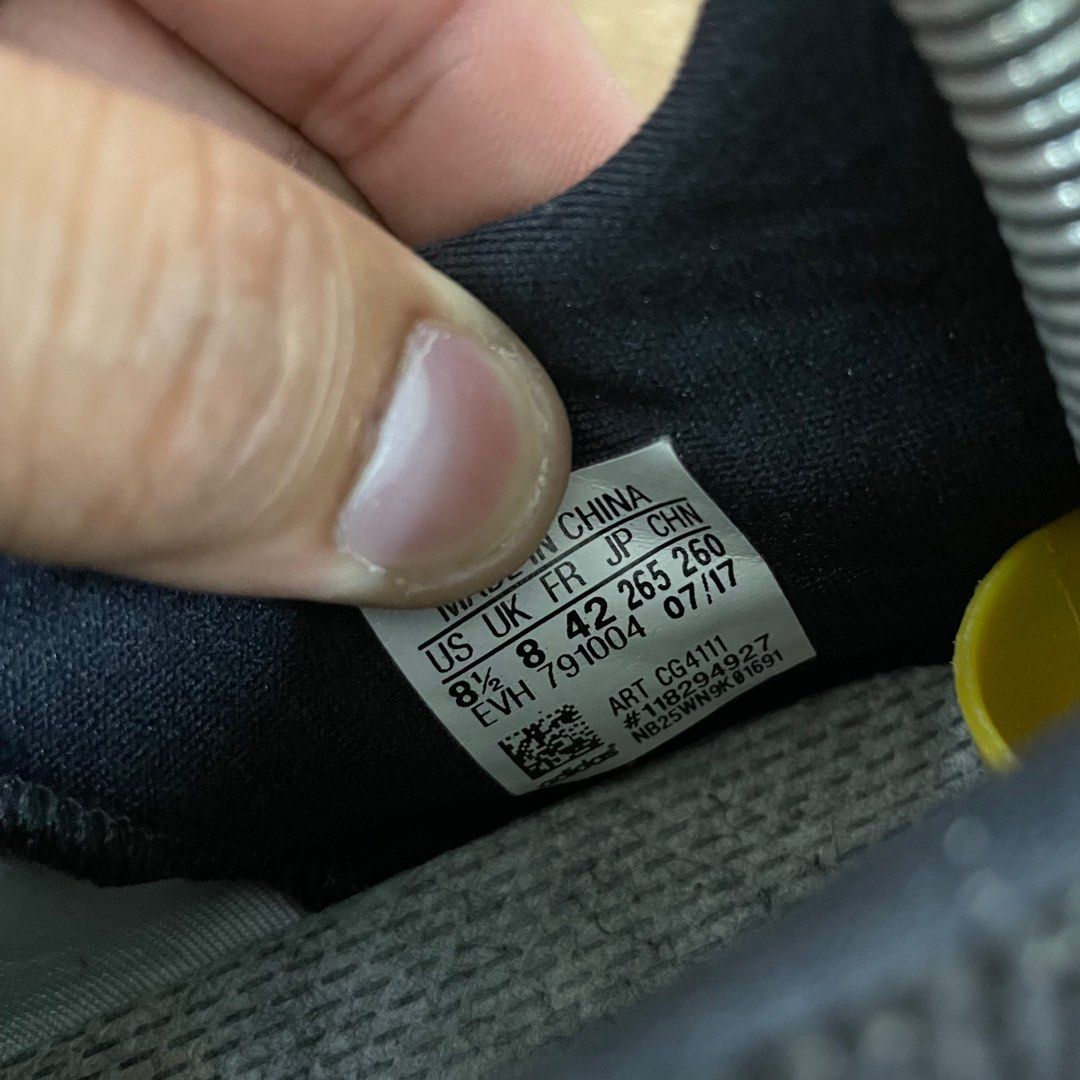 MADE IN CHINA
US UK FR JP CHN
8½ 8 42 265 260
EVH 791004 07/17
ART CG4111
#118294927
NB25WN9K01691
adidas